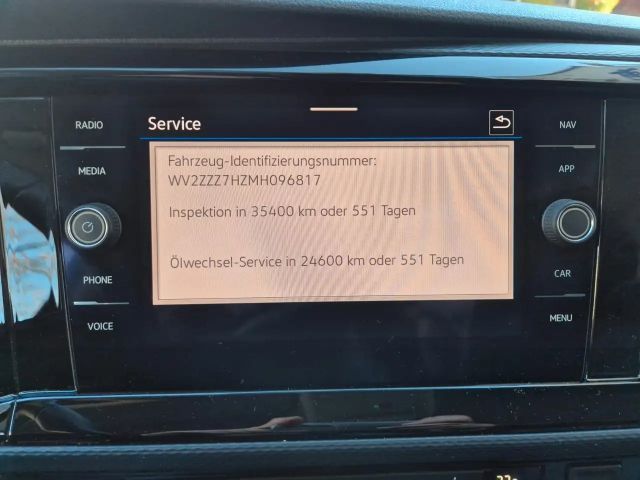 Service
RADIO
MEDIA
PHONE
VOICE
Fahrzeug-Identifizierungsnummer:
WV2ZZZ7HZMH096817
Inspektion in 35400 km oder 551 Tagen
Ölwechsel-Service in 24600 km oder 551 Tagen
NAV
APP
CAR
MENU